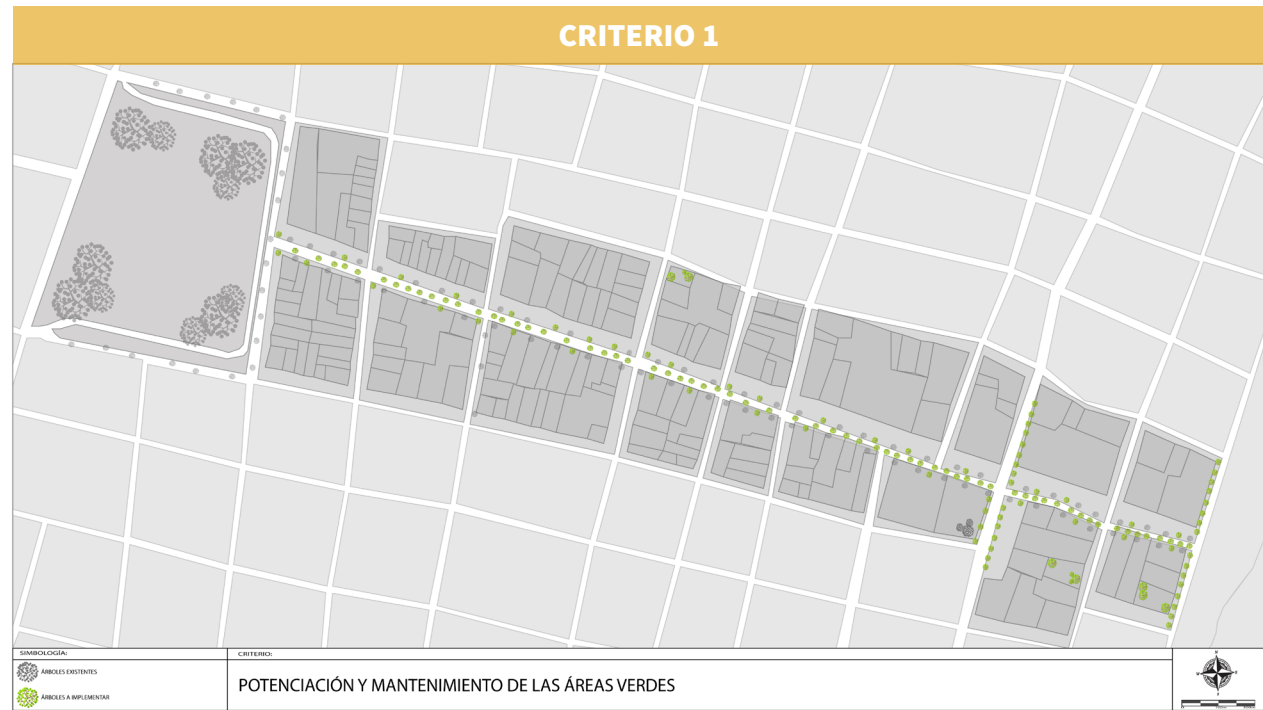 CRITERIO 1
SIMBOLOGÍA:
ÁRBOLES EXISTENTES
ÁRBOLES A IMPLEMENTAR
CRITERIO:
POTENCIACIÓN Y MANTENIMIENTO DE LAS ÁREAS VERDES
N